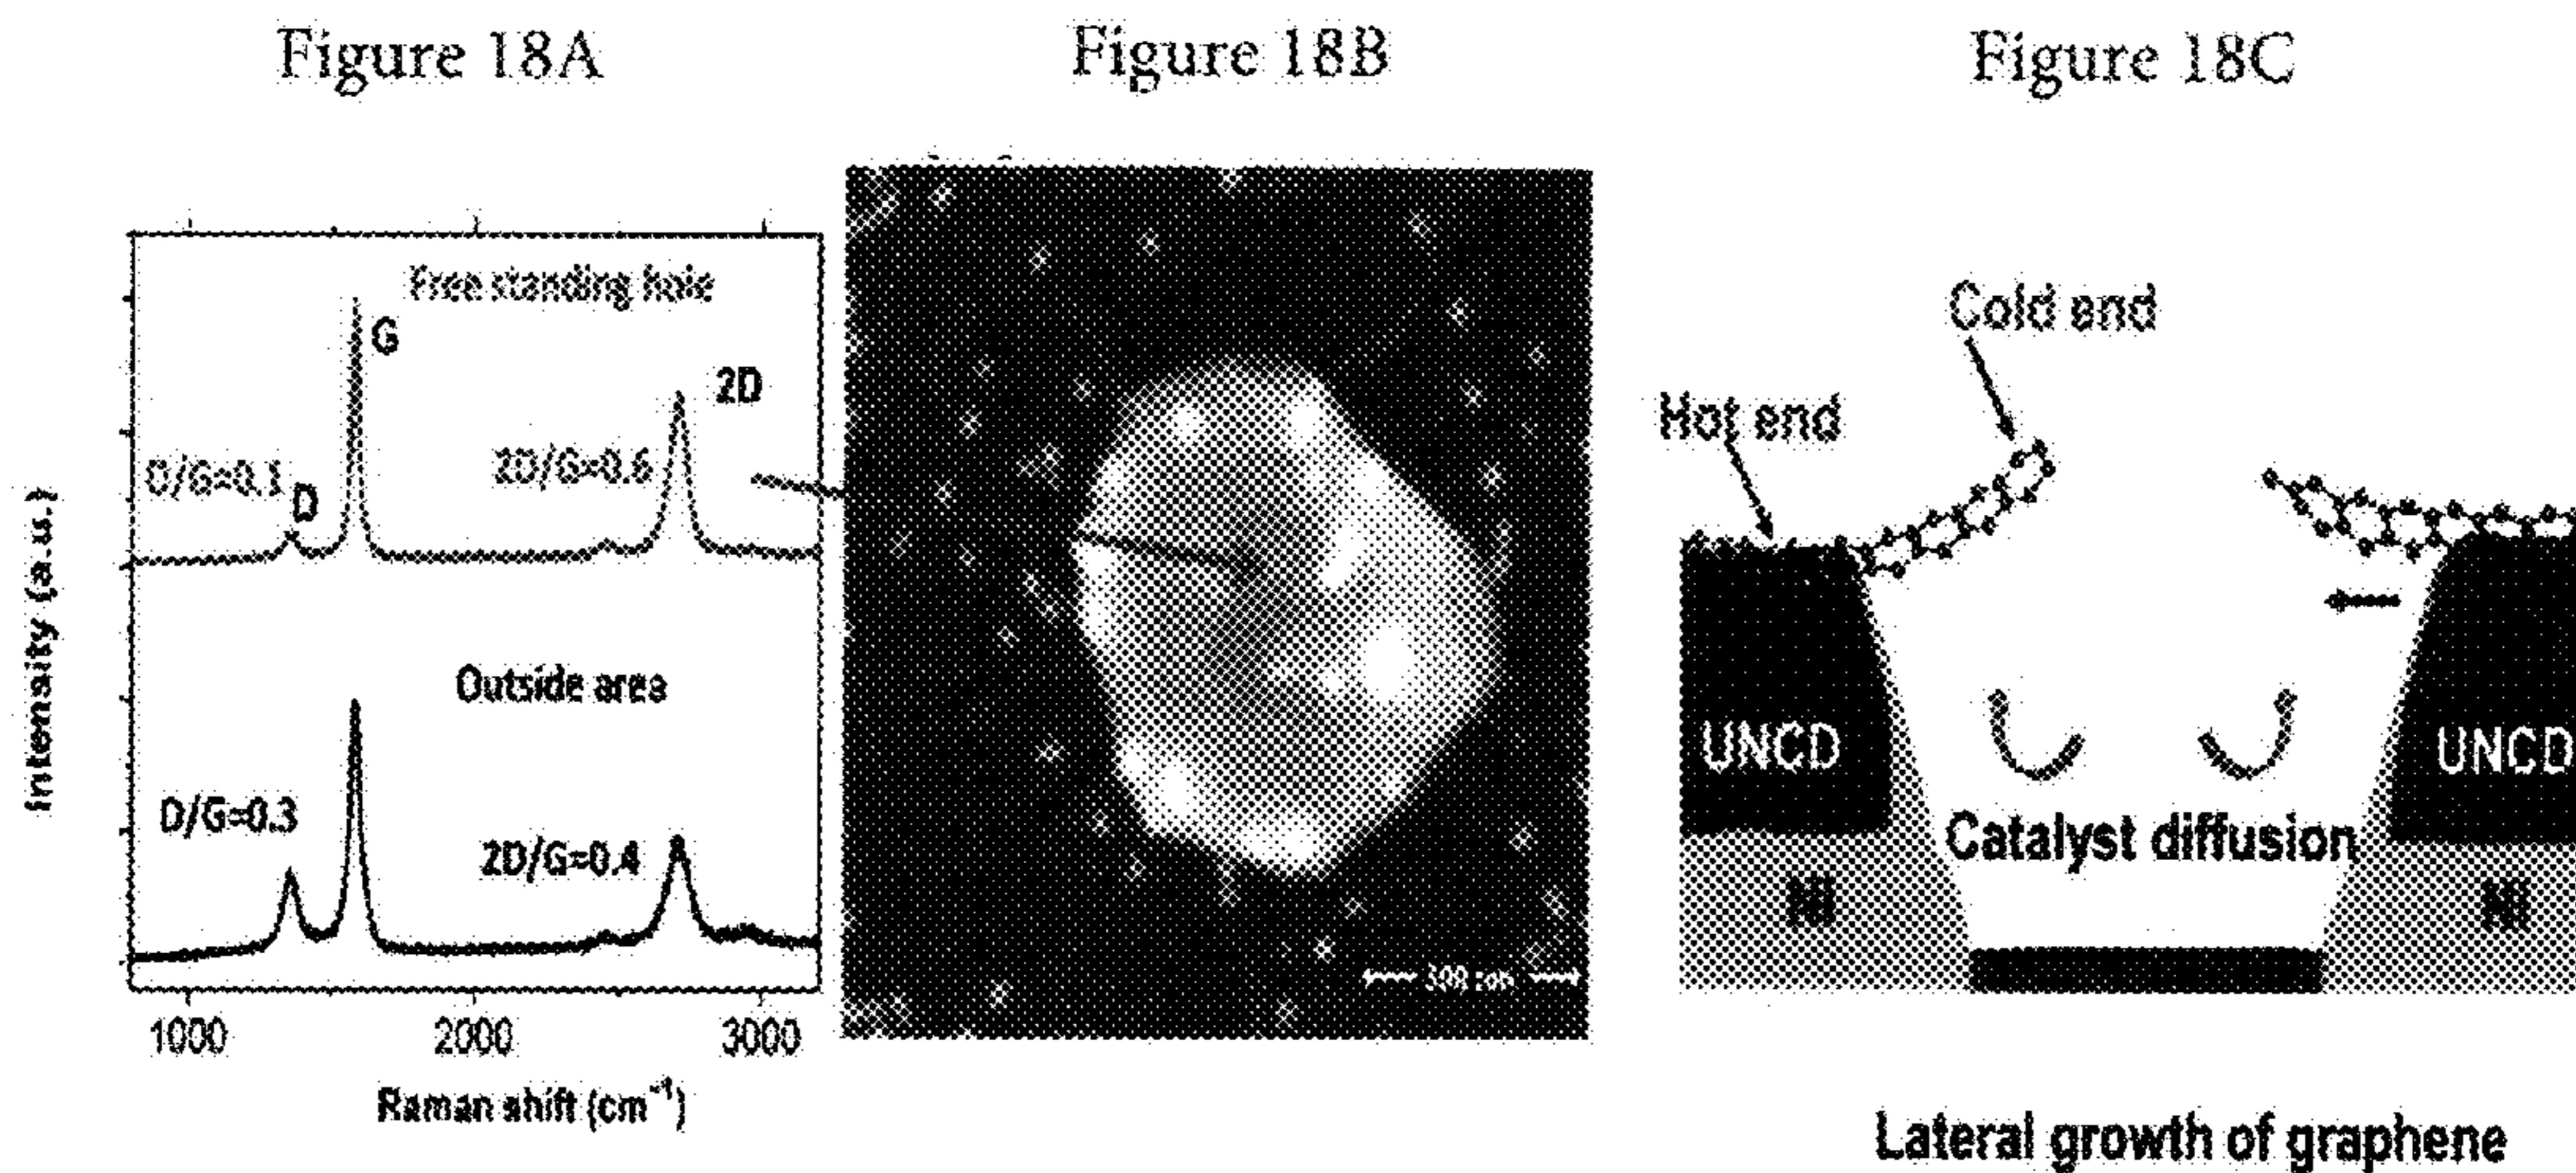 Figure 18A
Figure 18B
Figure 18C
Free standing hole
G
2D
D/G=0.1
D
2D/G=0.6
Outside area
D/G=0.3
2D/G=0.4
Intensity (a.u.)
1000
2000
3000
Raman shift (cm⁻¹)
300 nm
Cold end
Hot end
UNCD
UNCD
Catalyst diffusion
Ni
Ni
Lateral growth of graphene